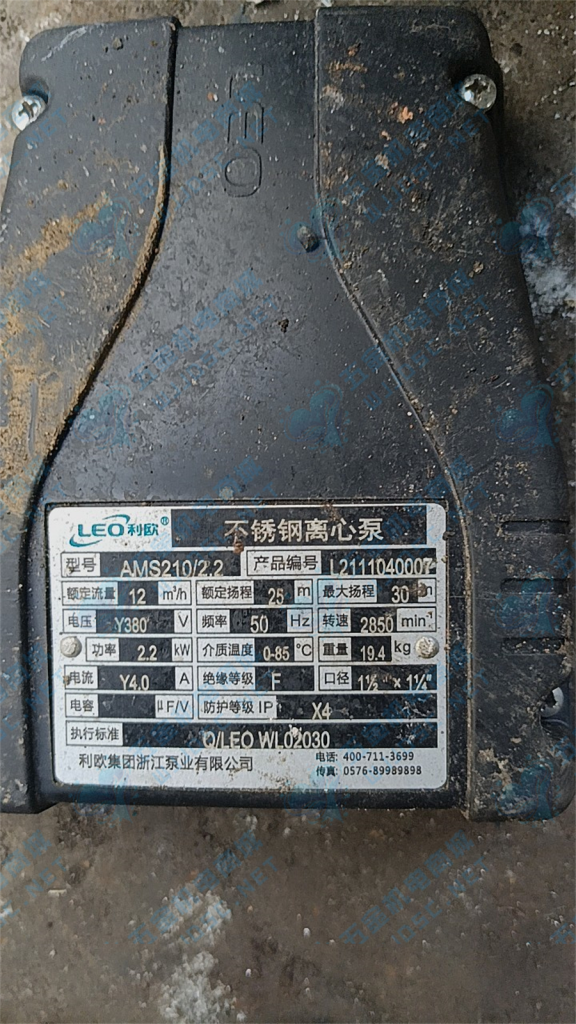 LEO
LEO利欧® 不锈钢离心泵
型号 AMS210/2.2 产品编号 L2111040007
额定流量 12 m³/h 额定扬程 25 m 最大扬程 30 m
电压 Y380 V 频率 50 Hz 转速 2850 min⁻¹
功率 2.2 kW 介质温度 0-85 °C 重量 19.4 kg
电流 Y4.0 A 绝缘等级 F 口径 1½" × 1¼"
电容 μF/V 防护等级 IP X4
执行标准 Q/LEO WL02030
利欧集团浙江泵业有限公司 电话: 400-711-3699
传真: 0576-89989898